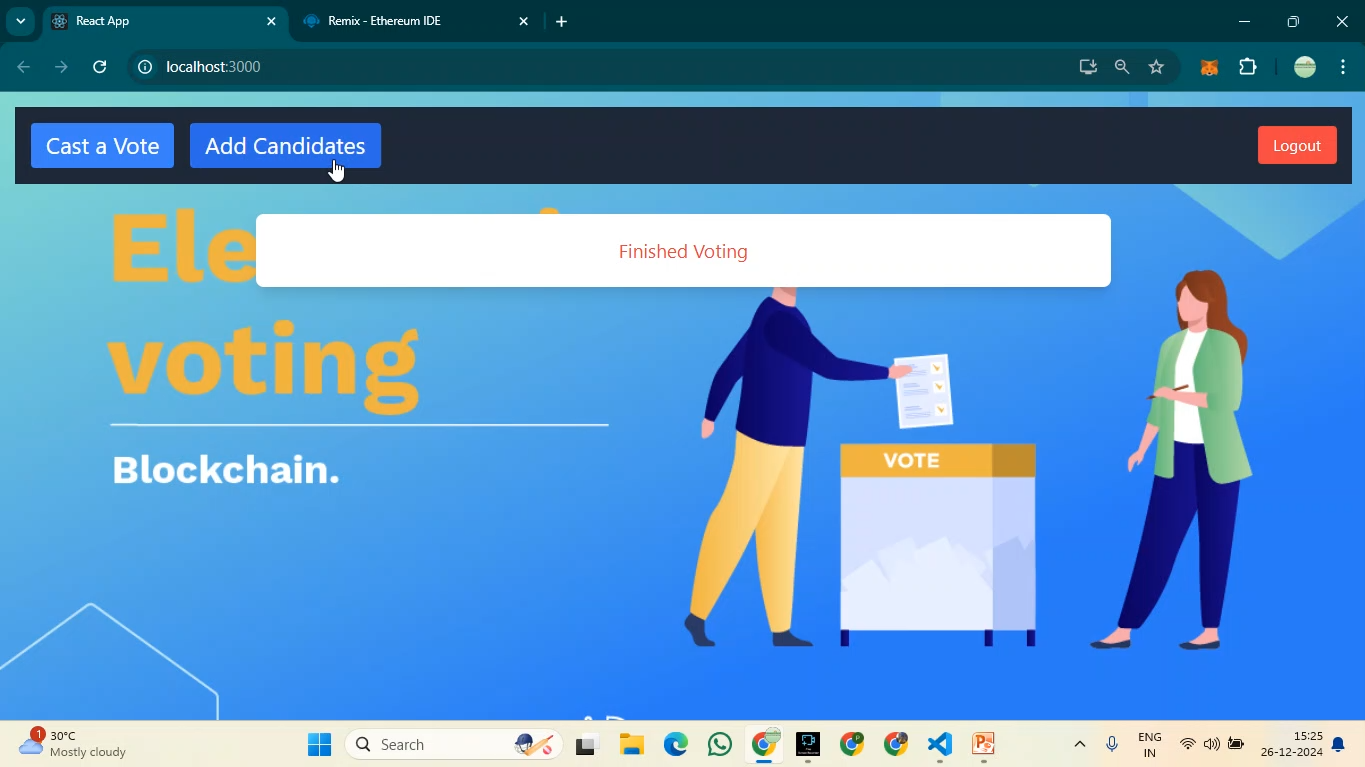 React App
Remix - Ethereum IDE
localhost:3000
Cast a Vote
Add Candidates
Logout
Finished Voting
voting
Blockchain.
VOTE
1
30°C
Mostly cloudy
Search
ENG
IN
15:25
26-12-2024